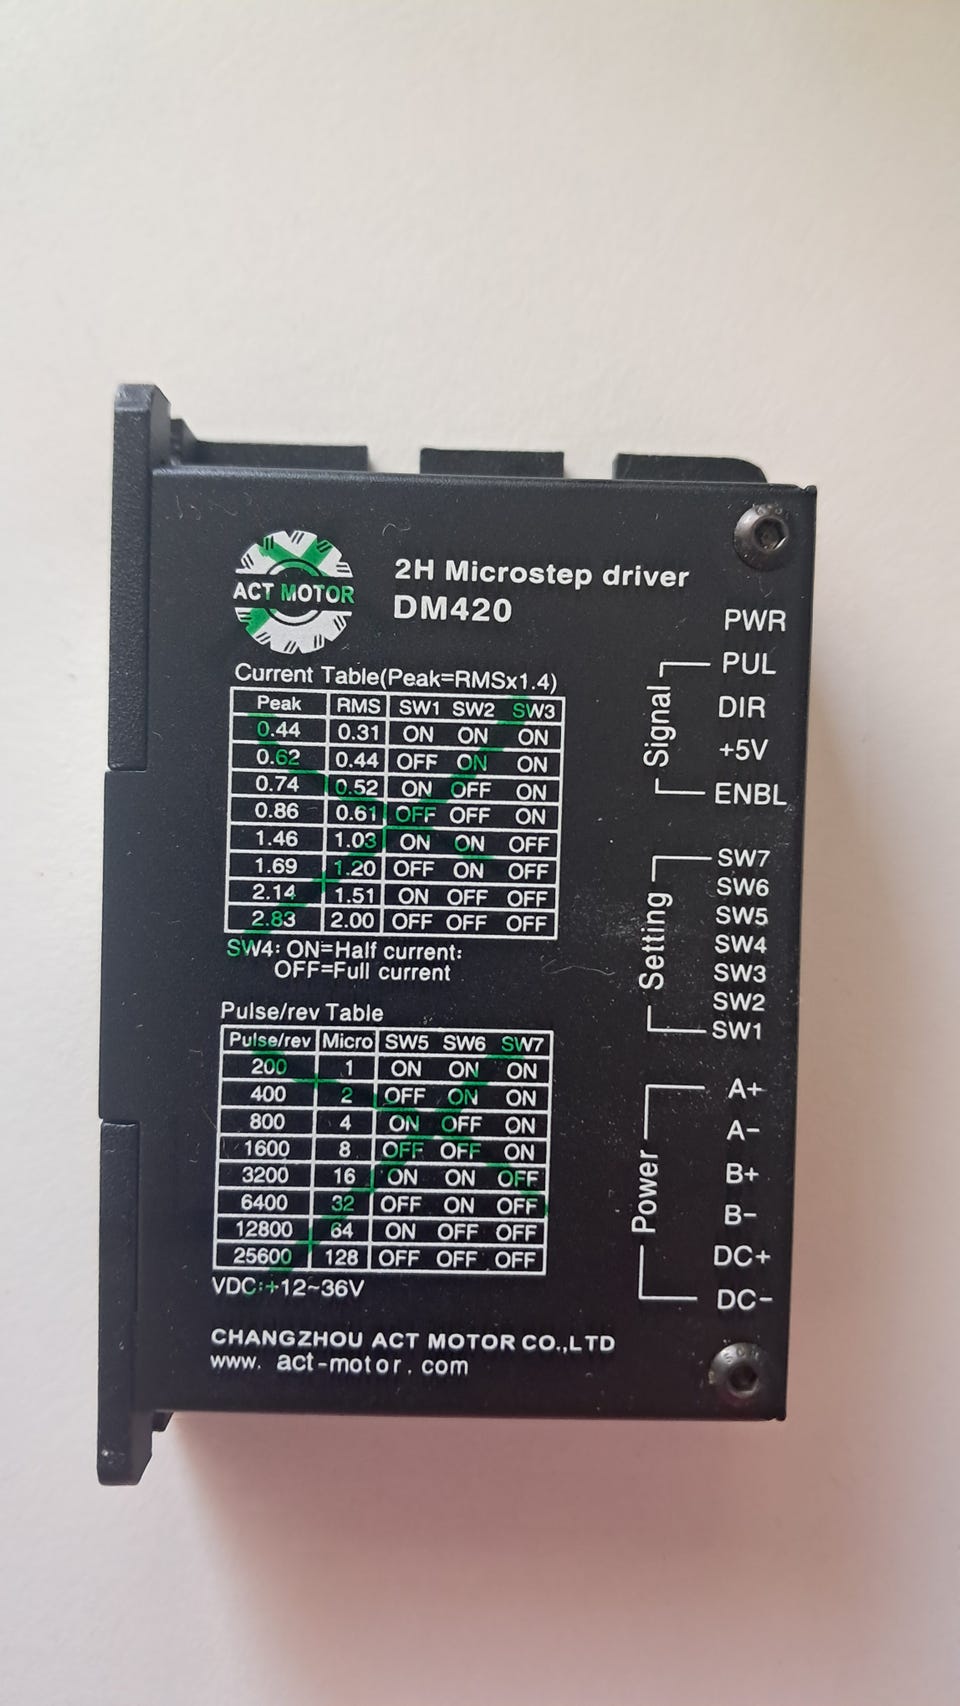 ACT MOTOR
2H Microstep driver
DM420
Current Table(Peak=RMSx1.4)
Peak RMS SW1 SW2 SW3
0.44 0.31 ON ON ON
0.62 0.44 OFF ON ON
0.74 0.52 ON OFF ON
0.86 0.61 OFF OFF ON
1.46 1.03 ON ON OFF
1.69 1.20 OFF ON OFF
2.14 1.51 ON OFF OFF
2.83 2.00 OFF OFF OFF
SW4: ON=Half current:
OFF=Full current
Pulse/rev Table
Pulse/rev Micro SW5 SW6 SW7
200 1 ON ON ON
400 2 OFF ON ON
800 4 ON OFF ON
1600 8 OFF OFF ON
3200 16 ON ON OFF
6400 32 OFF ON OFF
12800 64 ON OFF OFF
25600 128 OFF OFF OFF
VDC:+12~36V
CHANGZHOU ACT MOTOR CO.,LTD
www. act-motor. com
PWR
Signal
PUL
DIR
+5V
ENBL
Setting
SW7
SW6
SW5
SW4
SW3
SW2
SW1
Power
A+
A-
B+
B-
DC+
DC-